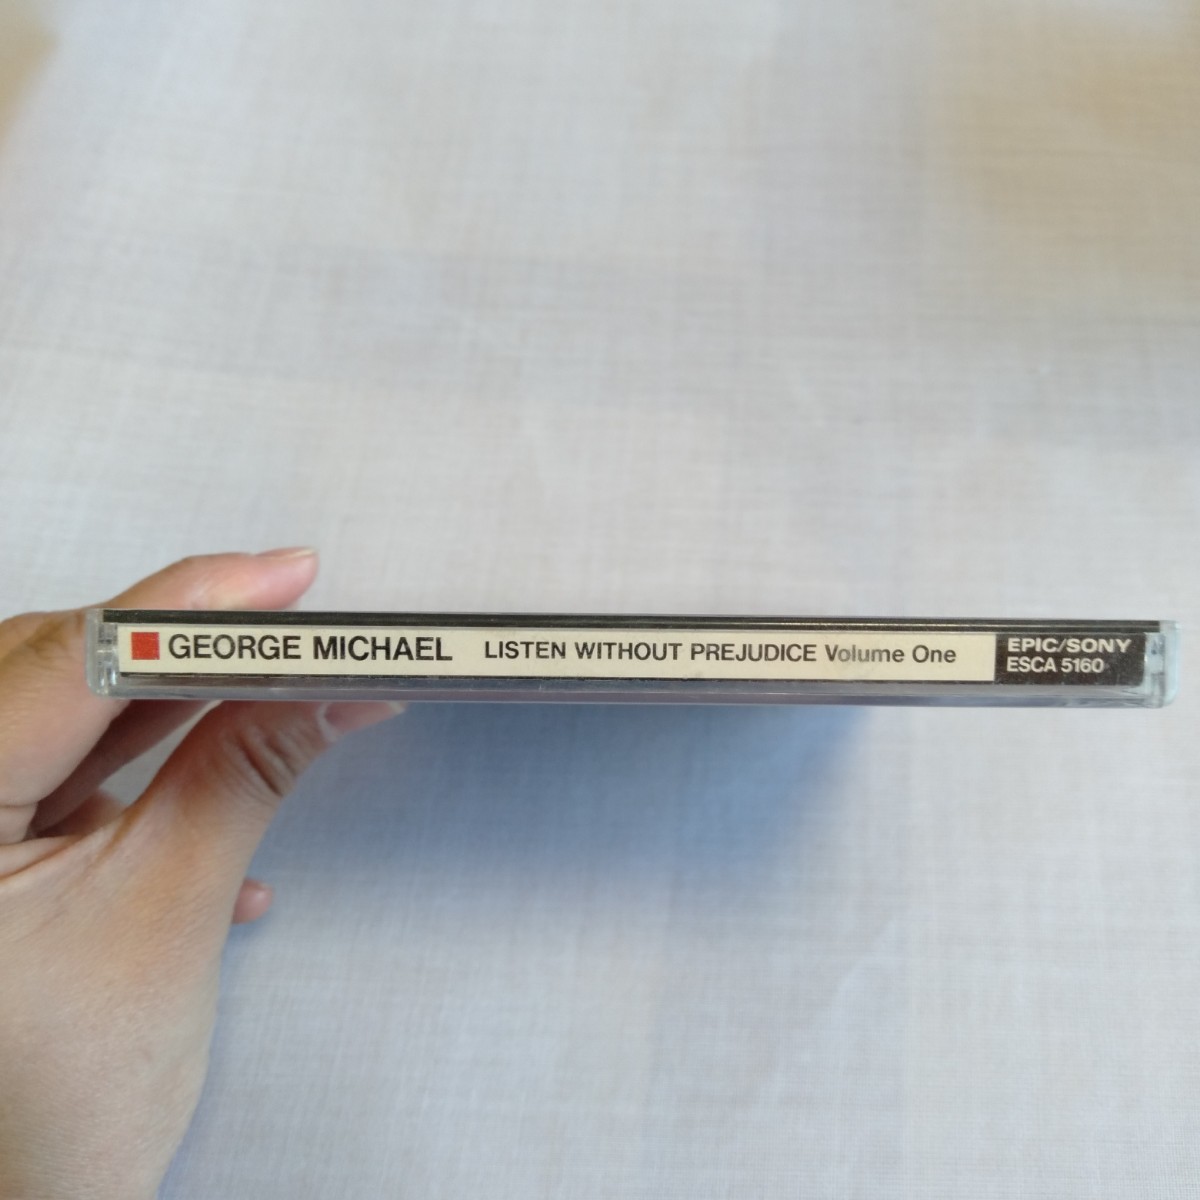 GEORGE MICHAEL LISTEN WITHOUT PREJUDICE Volume One
EPIC/SONY
ESCA 5160